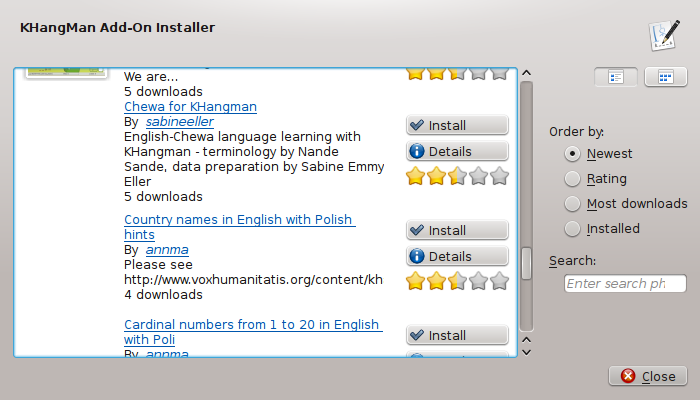 KHangMan Add-On Installer
We are...
5 downloads
Chewa for KHangman
By sabineeller
English-Chewa language learning with
KHangman - terminology by Nande
Sande, data preparation by Sabine Emmy
Eller
5 downloads
Install
Details
Country names in English with Polish
hints
By annma
Please see
http://www.voxhumanitatis.org/content/kh
4 downloads
Install
Details
Cardinal numbers from 1 to 20 in English
with Poli
By annma
Install
Order by:
Newest
Rating
Most downloads
Installed
Search:
Enter search ph
Close